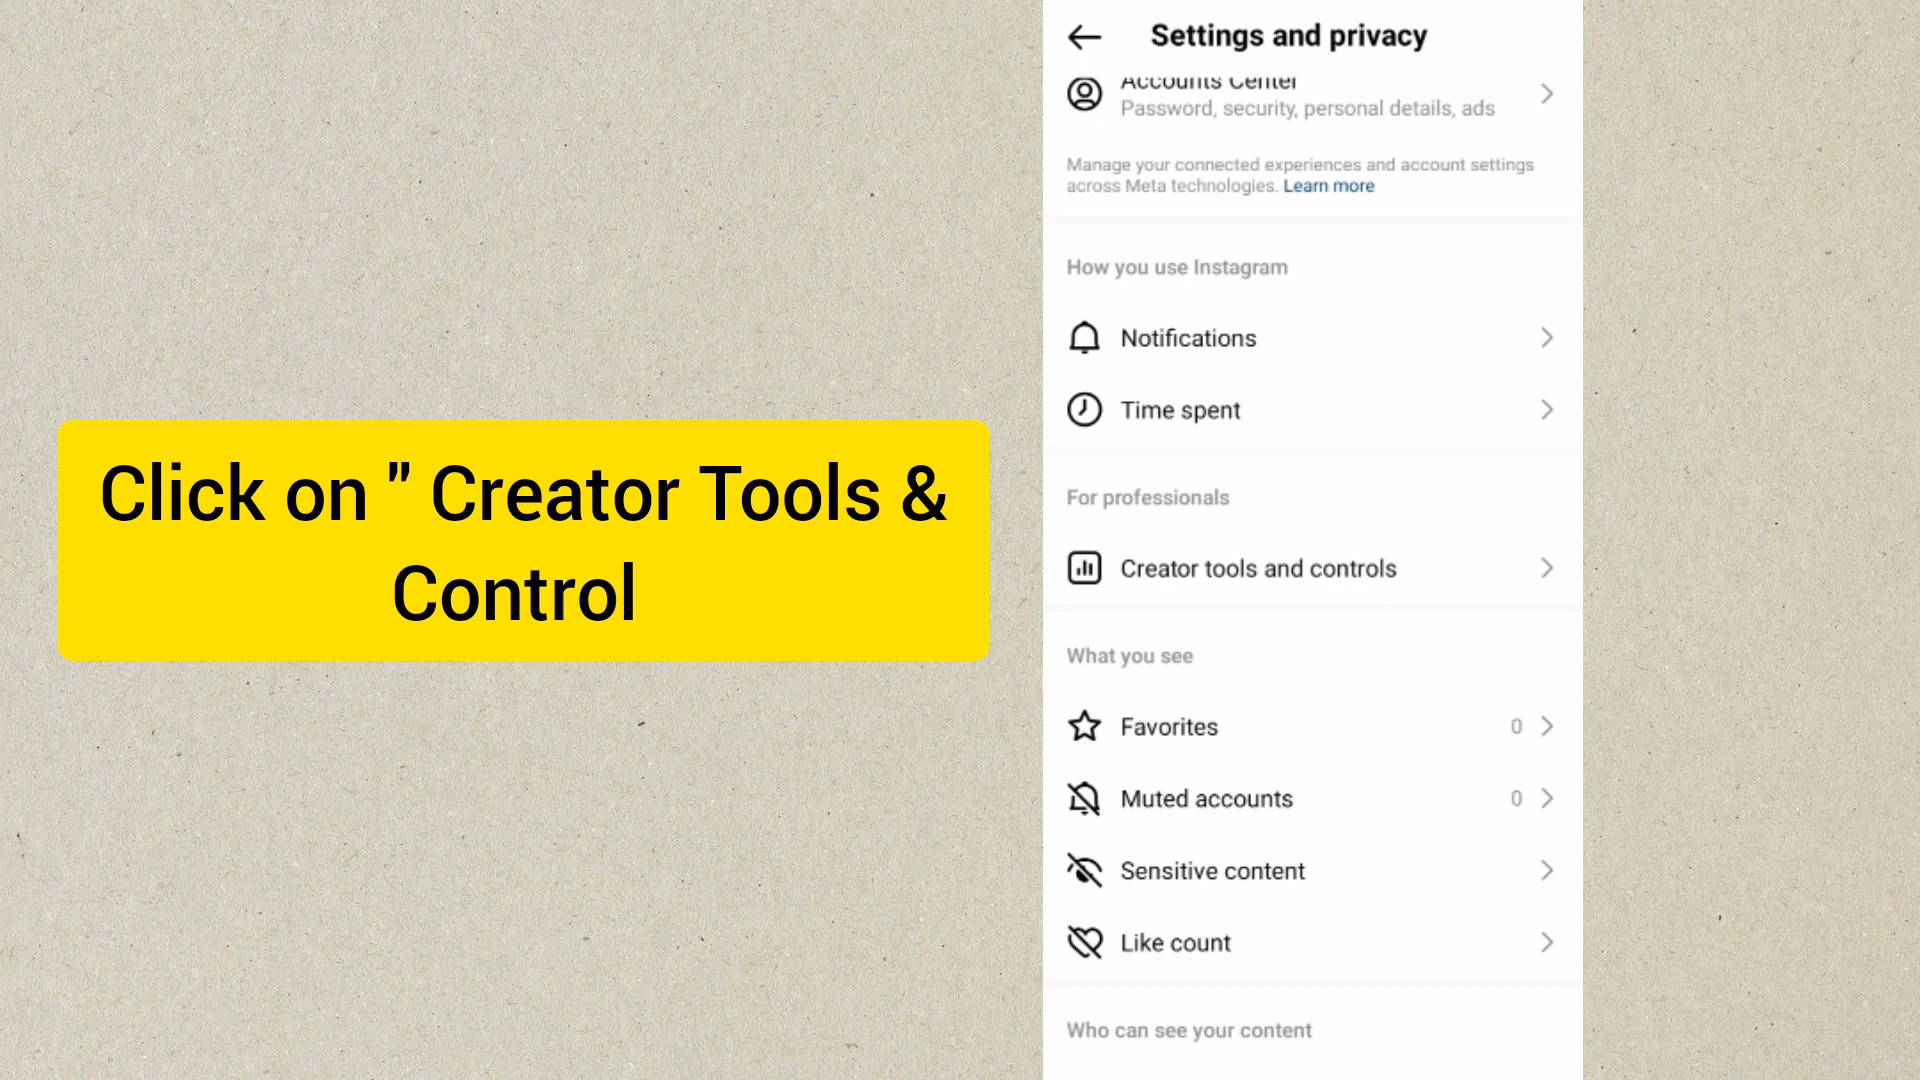 Click on " Creator Tools &
Control
Settings and privacy
Accounts Center
Password, security, personal details, ads
Manage your connected experiences and account settings
across Meta technologies. Learn more
How you use Instagram
Notifications
Time spent
For professionals
Creator tools and controls
What you see
Favorites 0
Muted accounts 0
Sensitive content
Like count
Who can see your content